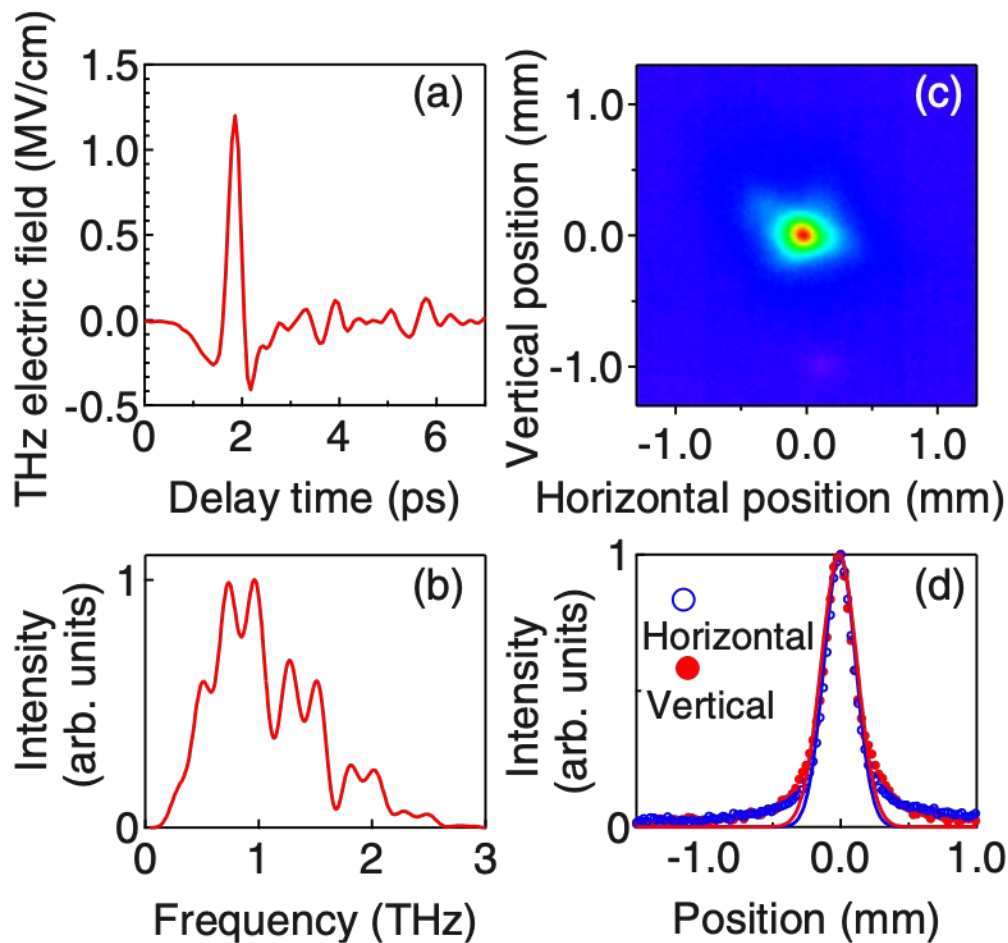 (a)
THz electric field (MV/cm)
1.5
1.0
0.5
0.0
-0.5
0 2 4 6
Delay time (ps)
(c)
Vertical position (mm)
1.0
0.0
-1.0
-1.0 0.0 1.0
Horizontal position (mm)
(b)
Intensity
(arb. units)
1
0
0 1 2 3
Frequency (THz)
(d)
Intensity
(arb. units)
1
0
Horizontal
Vertical
-1.0 0.0 1.0
Position (mm)